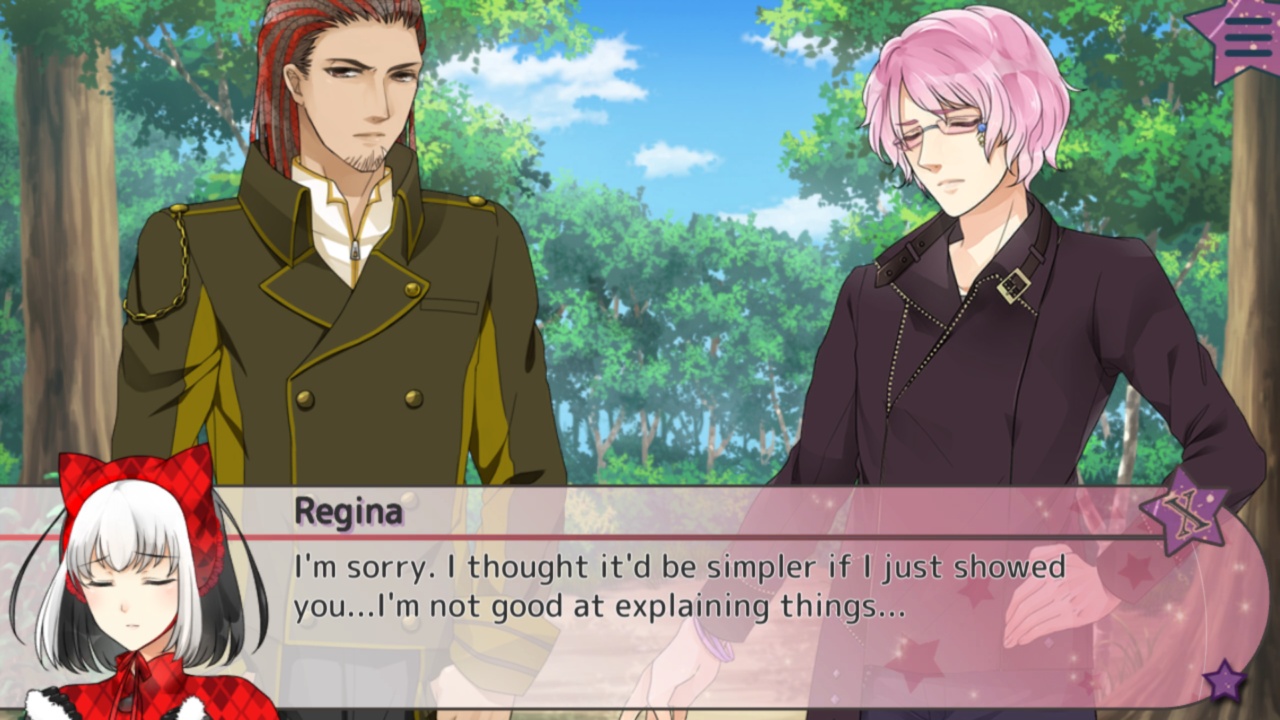 Regina
I'm sorry. I thought it'd be simpler if I just showed
you...I'm not good at explaining things...
X